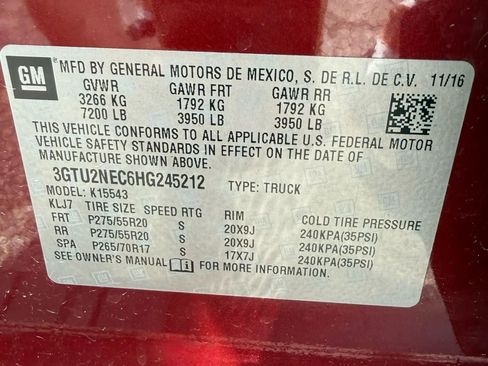 GM
MFD BY GENERAL MOTORS DE MEXICO, S. DE R.L. DE C.V. 11/16
GVWR GAWR FRT GAWR RR
3266 KG 1792 KG 1792 KG
7200 LB 3950 LB 3950 LB
THIS VEHICLE CONFORMS TO ALL APPLICABLE U.S. FEDERAL MOTOR
VEHICLE SAFETY STANDARDS IN EFFECT ON THE DATE OF
MANUFACTURE SHOWN ABOVE.
3GTU2NEC6HG245212 TYPE: TRUCK
MODEL: K15543
KLJ7 TIRE SIZE SPEED RTG RIM COLD TIRE PRESSURE
FRT P275/55R20 S 20X9J 240KPA(35PSI)
RR P275/55R20 S 20X9J 240KPA(35PSI)
SPA P265/70R17 S 17X7J 240KPA(35PSI)
SEE OWNER'S MANUAL FOR MORE INFORMATION.